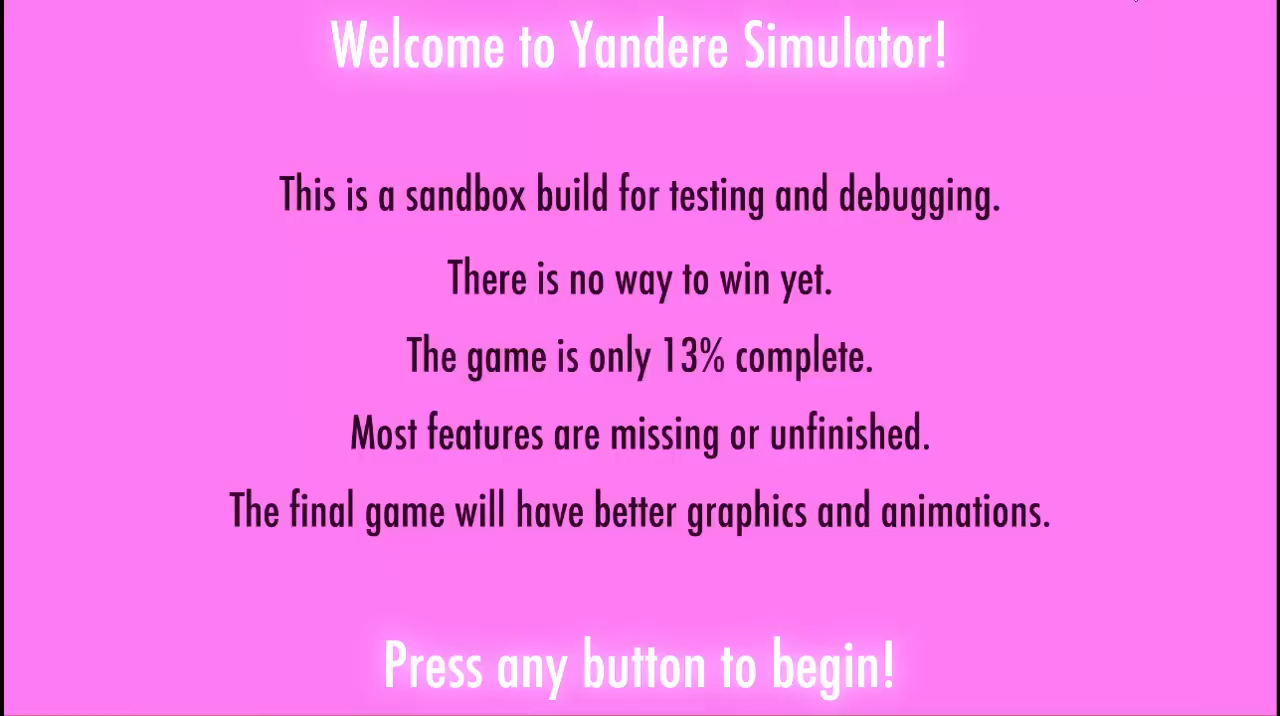 Welcome to Yandere Simulator!
This is a sandbox build for testing and debugging.
There is no way to win yet.
The game is only 13% complete.
Most features are missing or unfinished.
The final game will have better graphics and animations.
Press any button to begin!